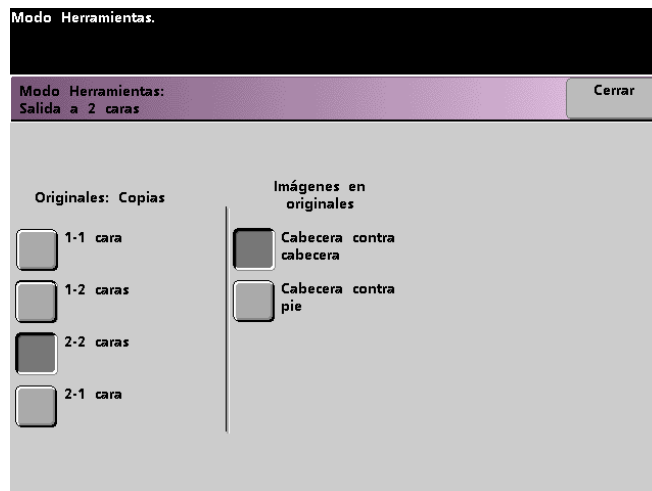 Modo Herramientas.
Modo Herramientas:
Salida a 2 caras
Cerrar
Originales: Copias
1-1 cara
1-2 caras
2-2 caras
2-1 cara
Imágenes en
originales
Cabecera contra
cabecera
Cabecera contra
pie